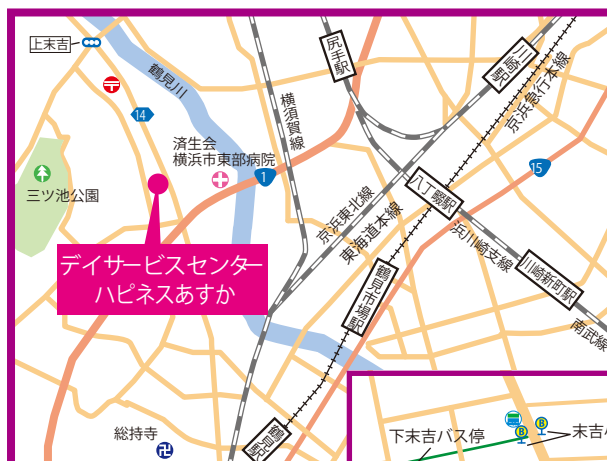 上末吉
鶴見川
14
尻手駅
川崎駅
京浜急行本線
横須賀線
済生会
横浜市東部病院
1
15
三ツ池公園
八丁畷駅
京浜東北線
東海道本線
浜川崎支線
川崎新町駅
南武線
デイサービスセンター
ハピネスあすか
鶴見市場駅
鶴見駅
総持寺
下末吉バス停
B
B
末吉